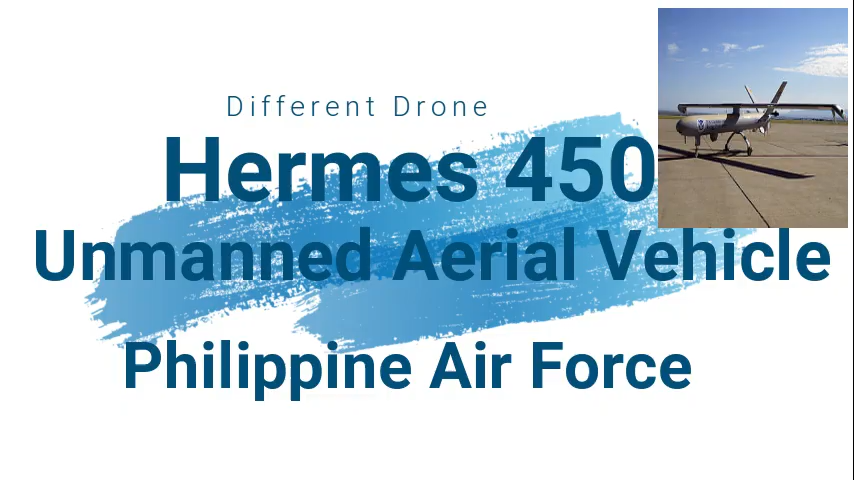 Different Drone
Hermes 450
Unmanned Aerial Vehicle
Philippine Air Force